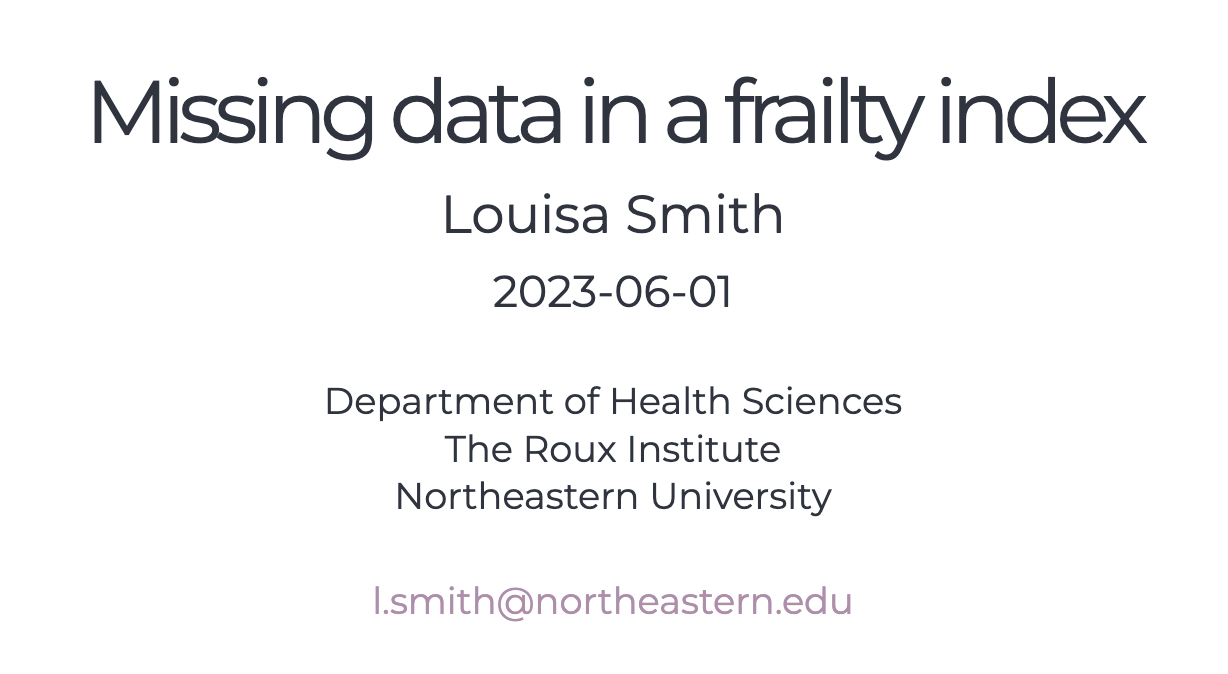 Missing data in a frailty index
Louisa Smith
2023-06-01
Department of Health Sciences
The Roux Institute
Northeastern University
l.smith@northeastern.edu